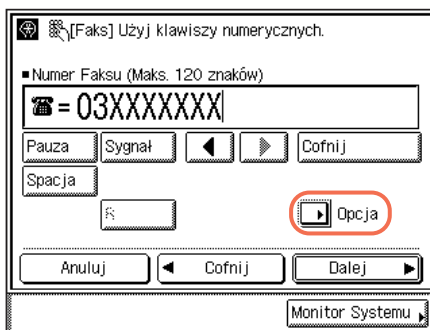 [Faks] Użyj klawiszy numerycznych.
■Numer Faksu (Maks. 120 znaków)
☎=03XXXXXXX
Pauza Sygnał ◀ ▶ Cofnij
Spacja
R ▶ Opcja
Anuluj ◀ Cofnij Dalej ▶
Monitor Systemu ▶